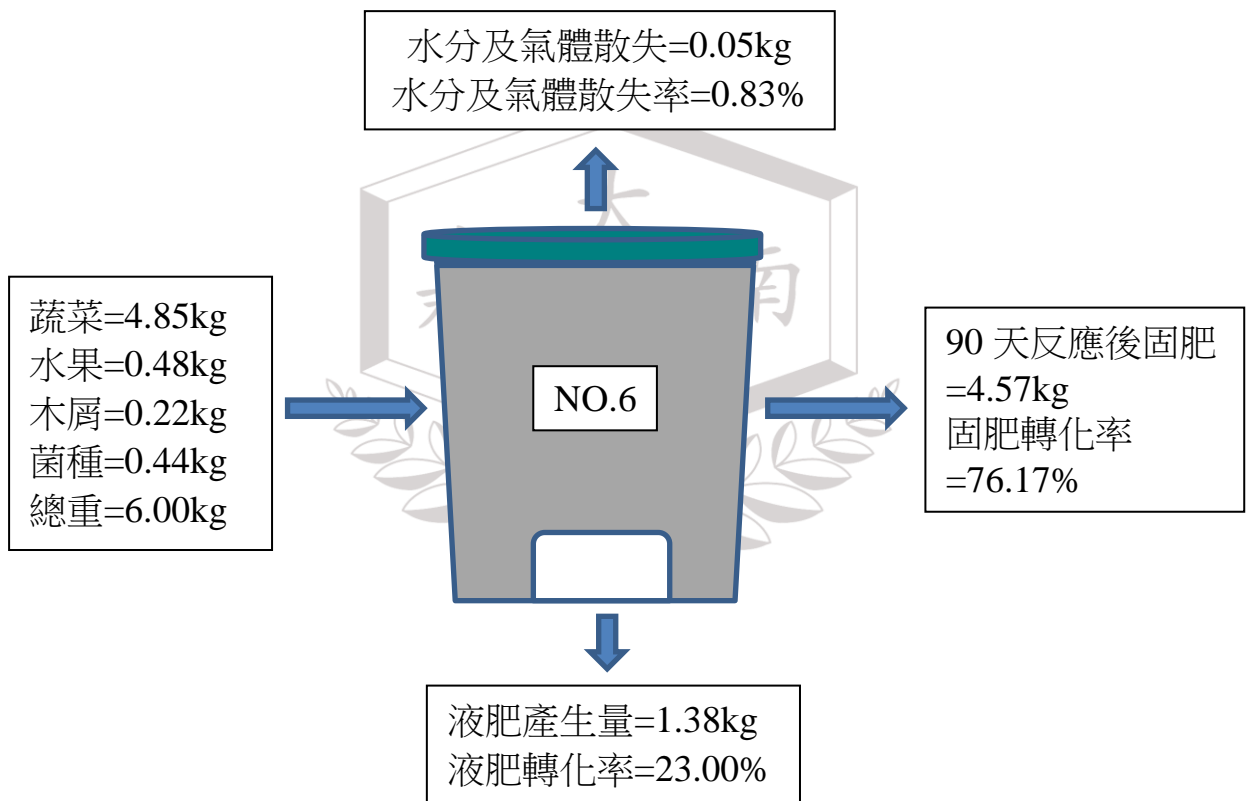 水分及氣體散失=0.05kg
水分及氣體散失率=0.83%
蔬菜=4.85kg
水果=0.48kg
木屑=0.22kg
菌種=0.44kg
總重=6.00kg
NO.6
90 天反應後固肥
=4.57kg
固肥轉化率
=76.17%
液肥產生量=1.38kg
液肥轉化率=23.00%
大
南